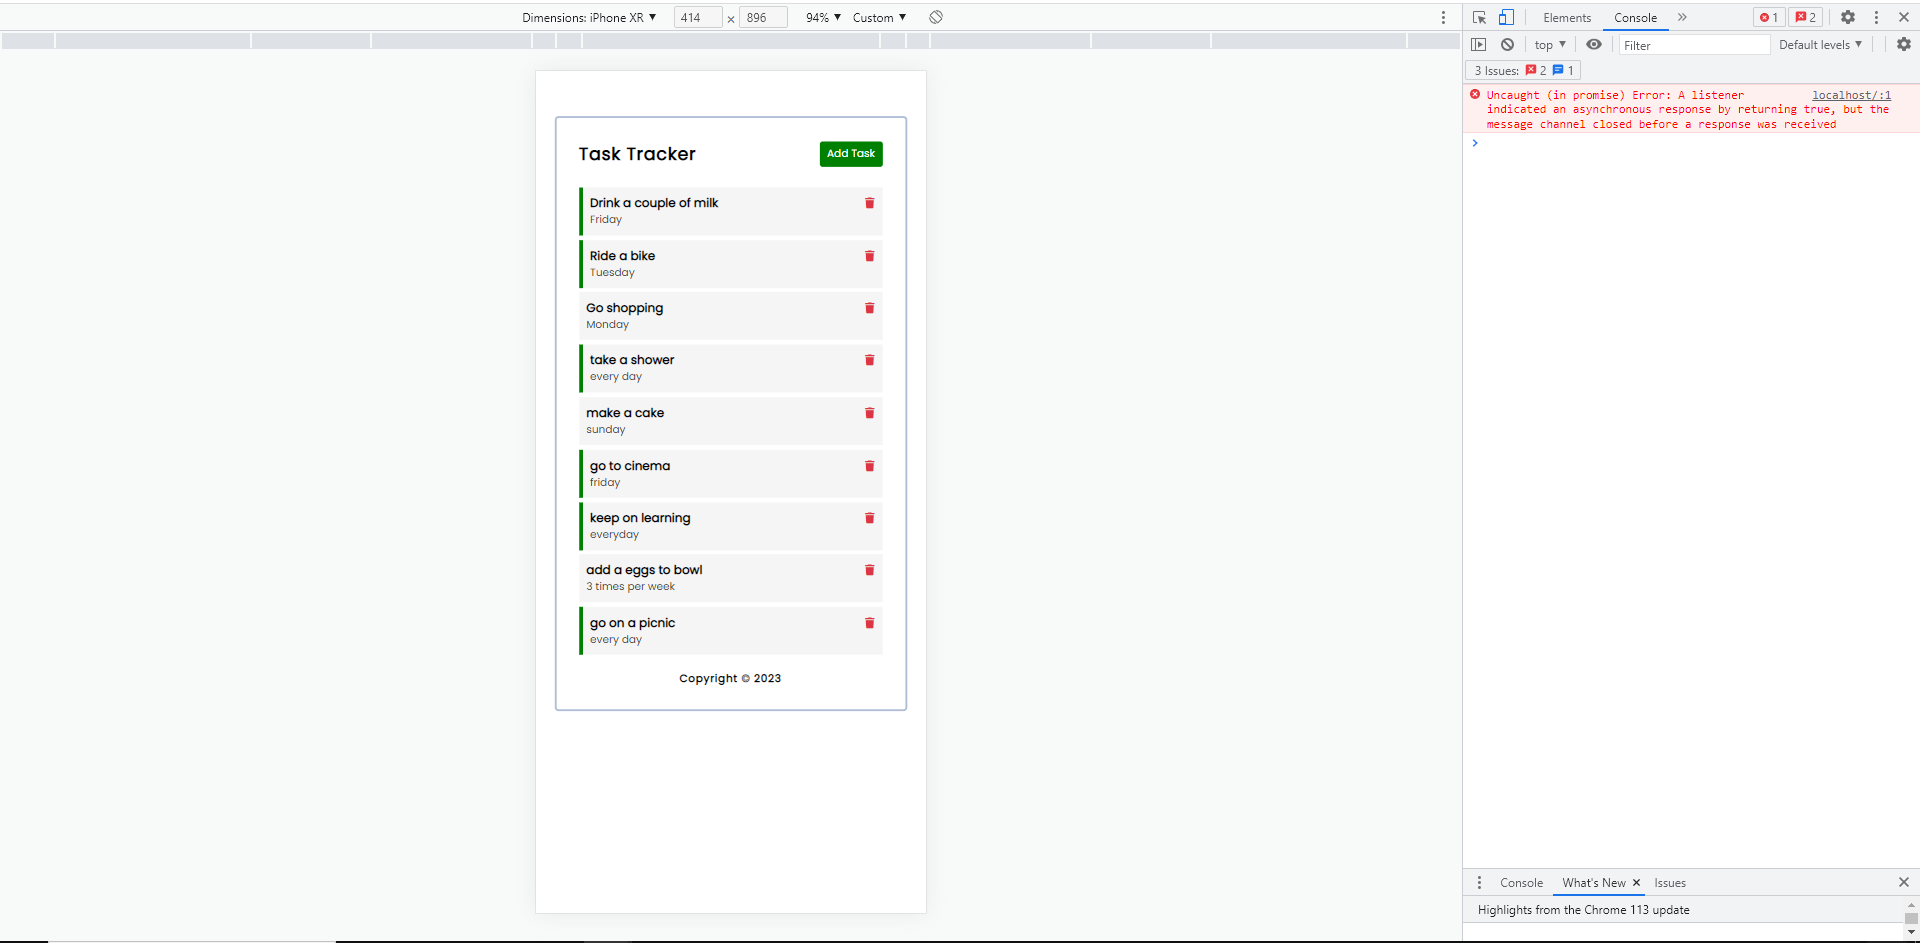 Dimensions: iPhone XR ▼ 414 × 896 94% ▼ Custom ▼
Elements Console » 1 2
top ▼ Filter Default levels ▼
3 Issues: 2 1
Uncaught (in promise) Error: A listener localhost/:1
indicated an asynchronous response by returning true, but the
message channel closed before a response was received
Task Tracker Add Task
Drink a couple of milk
Friday
Ride a bike
Tuesday
Go shopping
Monday
take a shower
every day
make a cake
sunday
go to cinema
friday
keep on learning
everyday
add a eggs to bowl
3 times per week
go on a picnic
every day
Copyright © 2023
Console What's New × Issues
Highlights from the Chrome 113 update